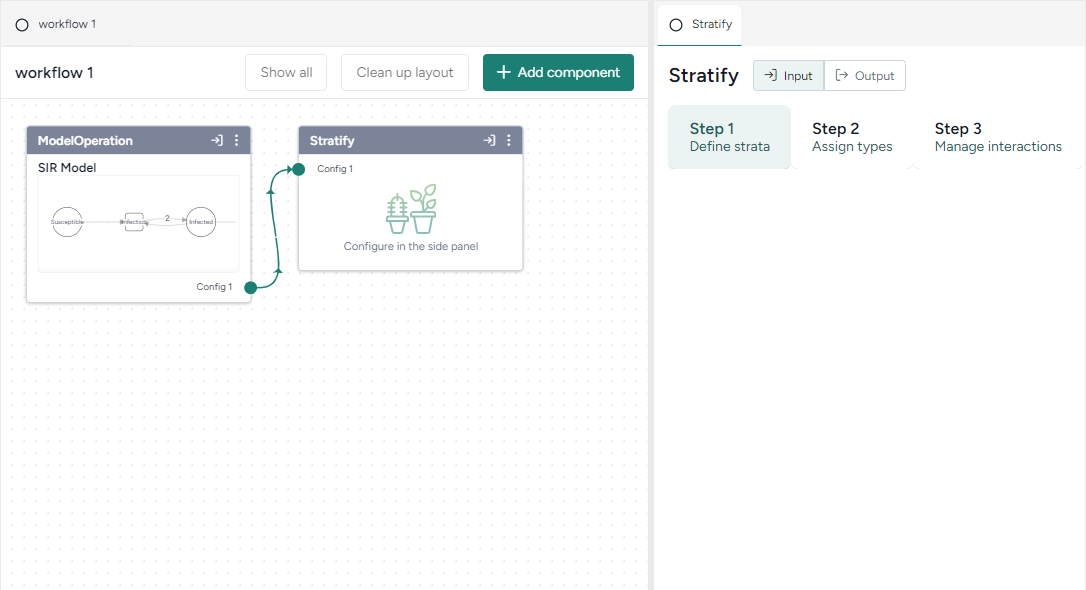 workflow 1
Stratify
workflow 1
Show all
Clean up layout
Add component
Stratify
Input
Output
Step 1
Define strata
Step 2
Assign types
Step 3
Manage interactions
ModelOperation
SIR Model
Susceptible
Infection
2
Infected
Config 1
Stratify
Config 1
Configure in the side panel